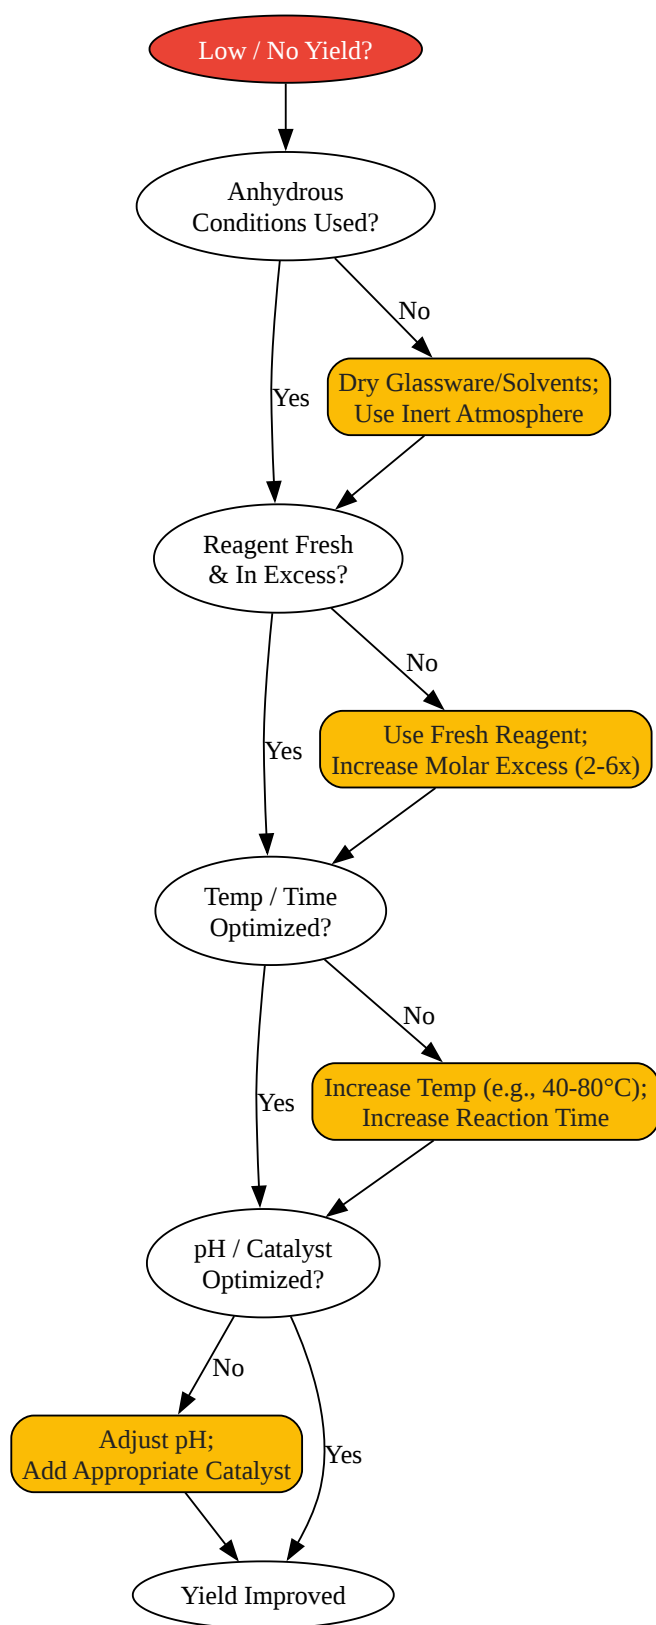 Low / No Yield?
Anhydrous
Conditions Used?
No
Dry Glassware/Solvents;
Use Inert Atmosphere
Yes
Reagent Fresh
& In Excess?
No
Use Fresh Reagent;
Increase Molar Excess (2-6x)
Yes
Temp / Time
Optimized?
No
Increase Temp (e.g., 40-80°C);
Increase Reaction Time
Yes
pH / Catalyst
Optimized?
No
Adjust pH;
Add Appropriate Catalyst
Yes
Yield Improved